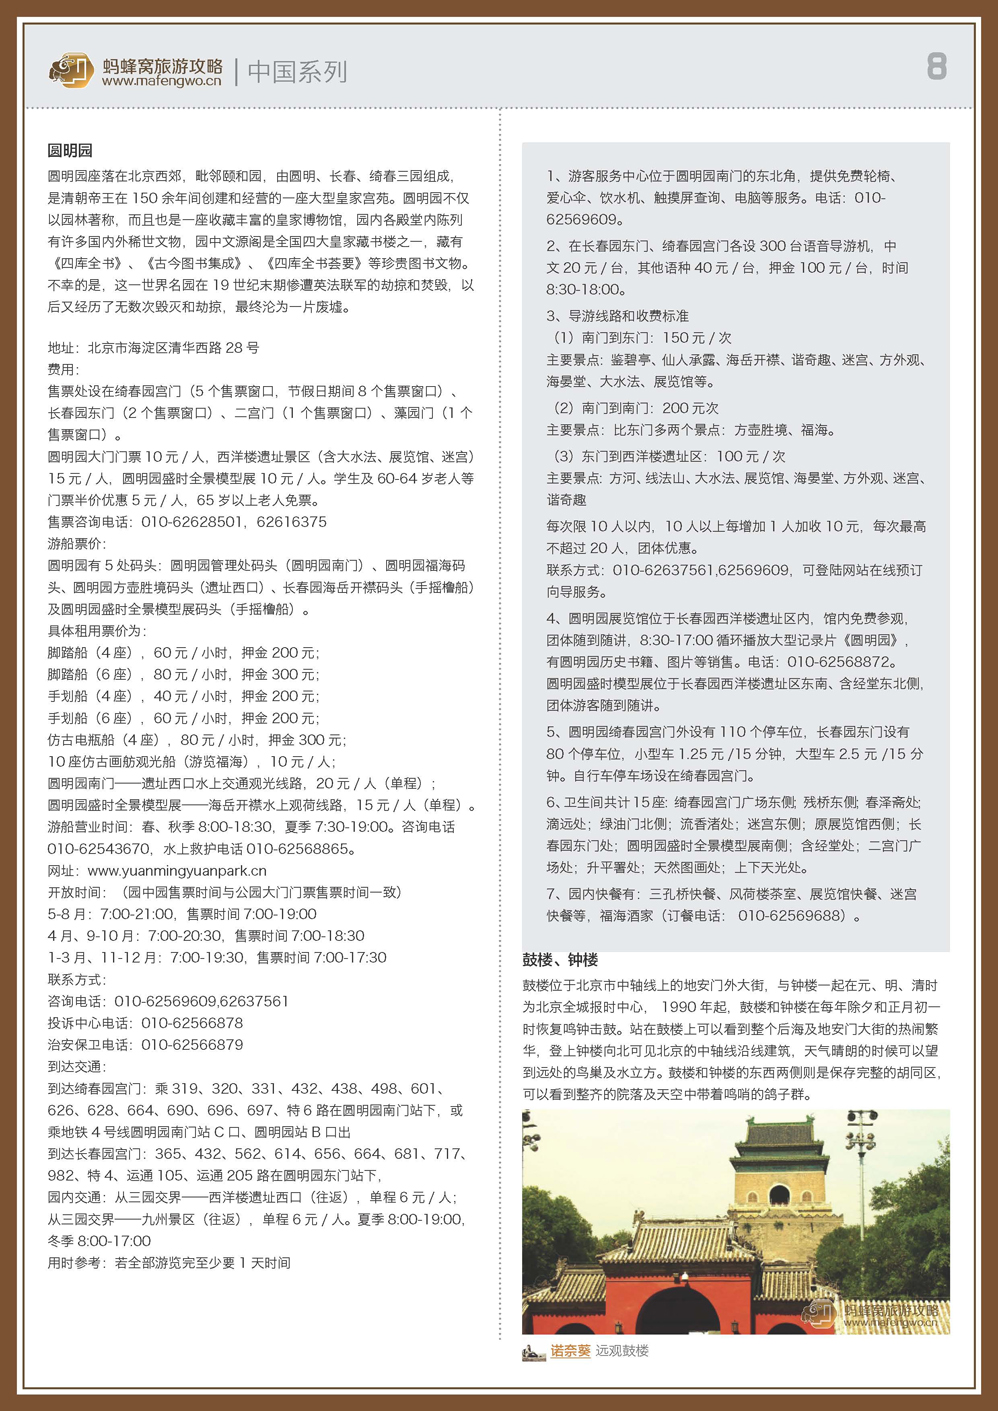 蚂蜂窝旅游攻略
www.mafengwo.cn
中国系列
8
圆明园
圆明园座落在北京西郊，毗邻颐和园，由圆明、长春、绮春三园组成，
是清朝帝王在 150 余年间创建和经营的一座大型皇家宫苑。圆明园不仅
以园林著称，而且也是一座收藏丰富的皇家博物馆，园内各殿堂内陈列
有许多国内外稀世文物，园中文源阁是全国四大皇家藏书楼之一，藏有
《四库全书》、《古今图书集成》、《四库全书荟要》等珍贵图书文物。
不幸的是，这一世界名园在 19 世纪末期惨遭英法联军的劫掠和焚毁，以
后又经历了无数次毁灭和劫掠，最终沦为一片废墟。
地址：北京市海淀区清华西路 28 号
费用：
售票处设在绮春园宫门（5 个售票窗口，节假日期间 8 个售票窗口）、
长春园东门（2 个售票窗口）、二宫门（1 个售票窗口）、藻园门（1 个
售票窗口）。
圆明园大门门票 10 元 / 人，西洋楼遗址景区（含大水法、展览馆、迷宫）
15 元 / 人，圆明园盛时全景模型展 10 元 / 人。学生及 60-64 岁老人等
门票半价优惠 5 元 / 人，65 岁以上老人免票。
售票咨询电话：010-62628501，62616375
游船票价：
圆明园有 5 处码头：圆明园管理处码头（圆明园南门）、圆明园福海码
头、圆明园方壶胜境码头（遗址西口）、长春园海岳开襟码头（手摇橹船）
及圆明园盛时全景模型展码头（手摇橹船）。
具体租用票价为：
脚踏船（4 座），60 元 / 小时，押金 200 元；
脚踏船（6 座），80 元 / 小时，押金 300 元；
手划船（4 座），40 元 / 小时，押金 200 元；
手划船（6 座），60 元 / 小时，押金 200 元；
仿古电瓶船（4 座），80 元 / 小时，押金 300 元；
10 座仿古画舫观光船（游览福海），10 元 / 人；
圆明园南门——遗址西口水上交通观光线路，20 元 / 人（单程）；
圆明园盛时全景模型展——海岳开襟水上观荷线路，15 元 / 人（单程）。
游船营业时间：春、秋季 8:00-18:30，夏季 7:30-19:00。咨询电话
010-62543670，水上救护电话 010-62568865。
网址：www.yuanmingyuanpark.cn
开放时间：（园中园售票时间与公园大门门票售票时间一致）
5-8 月：7:00-21:00，售票时间 7:00-19:00
4 月、9-10 月：7:00-20:30，售票时间 7:00-18:30
1-3 月、11-12 月：7:00-19:30，售票时间 7:00-17:30
联系方式：
咨询电话：010-62569609,62637561
投诉中心电话：010-62566878
治安保卫电话：010-62566879
到达交通：
到达绮春园宫门：乘 319、320、331、432、438、498、601、
626、628、664、690、696、697、特 6 路在圆明园南门站下，或
乘地铁 4 号线圆明园南门站 C 口、圆明园站 B 口出
到达长春园宫门：365、432、562、614、656、664、681、717、
982、特 4、运通 105、运通 205 路在圆明园东门站下，
园内交通：从三园交界——西洋楼遗址西口（往返），单程 6 元 / 人；
从三园交界——九州景区（往返），单程 6 元 / 人。夏季 8:00-19:00，
冬季 8:00-17:00
用时参考：若全部游览完至少要 1 天时间
1、游客服务中心位于圆明园南门的东北角，提供免费轮椅、
爱心伞、饮水机、触摸屏查询、电脑等服务。电话：010-
62569609。
2、在长春园东门、绮春园宫门各设 300 台语音导游机，中
文 20 元 / 台，其他语种 40 元 / 台，押金 100 元 / 台，时间
8:30-18:00。
3、导游线路和收费标准
（1）南门到东门：150 元 / 次
主要景点：鉴碧亭、仙人承露、海岳开襟、谐奇趣、迷宫、方外观、
海晏堂、大水法、展览馆等。
（2）南门到南门：200 元次
主要景点：比东门多两个景点：方壶胜境、福海。
（3）东门到西洋楼遗址区：100 元 / 次
主要景点：方河、线法山、大水法、展览馆、海晏堂、方外观、迷宫、
谐奇趣
每次限 10 人以内，10 人以上每增加 1 人加收 10 元，每次最高
不超过 20 人，团体优惠。
联系方式：010-62637561,62569609，可登陆网站在线预订
向导服务。
4、圆明园展览馆位于长春园西洋楼遗址区内，馆内免费参观，
团体随到随讲，8:30-17:00 循环播放大型记录片《圆明园》，
有圆明园历史书籍、图片等销售。电话：010-62568872。
圆明园盛时模型展位于长春园西洋楼遗址区东南、含经堂东北侧，
团体游客随到随讲。
5、圆明园绮春园宫门外设有 110 个停车位，长春园东门设有
80 个停车位，小型车 1.25 元 /15 分钟，大型车 2.5 元 /15 分
钟。自行车停车场设在绮春园宫门。
6、卫生间共计 15 座：绮春园宫门广场东侧；残桥东侧；春泽斋处；
滴远处；绿油门北侧；流香渚处；迷宫东侧；原展览馆西侧；长
春园东门处；圆明园盛时全景模型展南侧；含经堂处；二宫门广
场处；升平署处；天然图画处；上下天光处。
7、园内快餐有：三孔桥快餐、风荷楼茶室、展览馆快餐、迷宫
快餐等，福海酒家（订餐电话： 010-62569688）。
鼓楼、钟楼
鼓楼位于北京市中轴线上的地安门外大街，与钟楼一起在元、明、清时
为北京全城报时中心， 1990 年起，鼓楼和钟楼在每年除夕和正月初一
时恢复鸣钟击鼓。站在鼓楼上可以看到整个后海及地安门大街的热闹繁
华，登上钟楼向北可见北京的中轴线沿线建筑，天气晴朗的时候可以望
到远处的鸟巢及水立方。鼓楼和钟楼的东西两侧则是保存完整的胡同区，
可以看到整齐的院落及天空中带着鸣哨的鸽子群。
蚂蜂窝旅游攻略
www.mafengwo.cn
诺奈葵 远观鼓楼